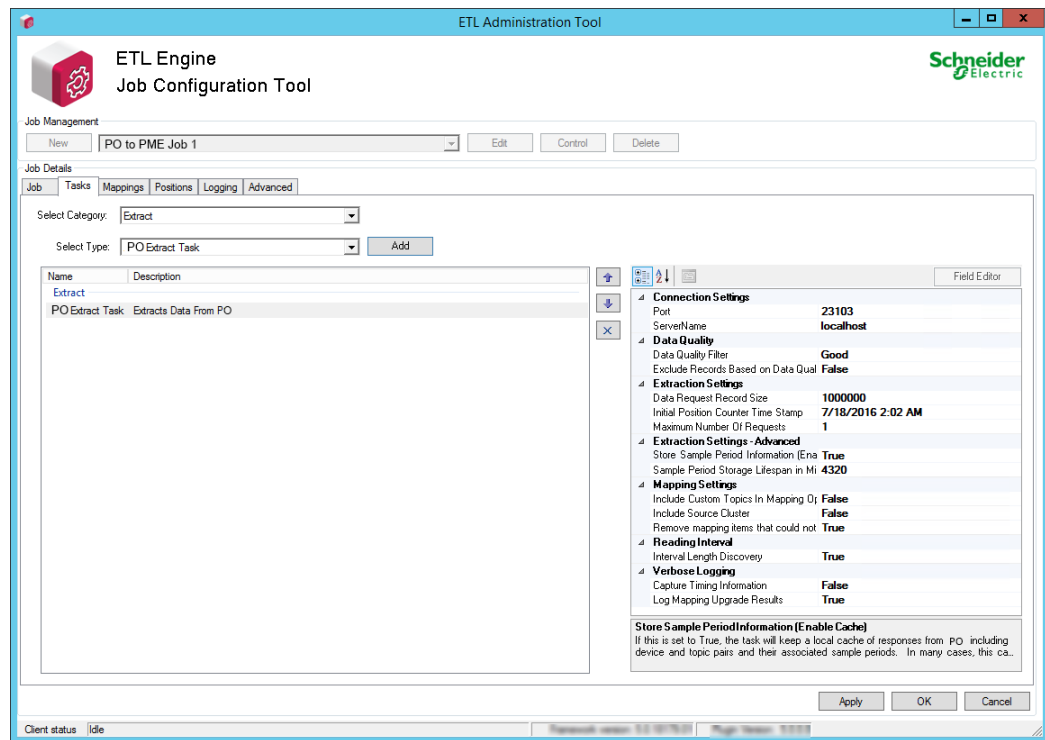 ETL Administration Tool
ETL Engine
Job Configuration Tool
Schneider
Electric
Job Management
New
PO to PME Job 1
Edit
Control
Delete
Job Details
Job
Tasks
Mappings
Positions
Logging
Advanced
Select Category:
Extract
Select Type:
PO Extract Task
Add
Name
Description
Extract
PO Extract Task
Extracts Data From PO
Field Editor
Connection Settings
Port 23103
ServerName localhost
Data Quality
Data Quality Filter Good
Exclude Records Based on Data Qual False
Extraction Settings
Data Request Record Size 1000000
Initial Position Counter Time Stamp 7/18/2016 2:02 AM
Maximum Number Of Requests 1
Extraction Settings - Advanced
Store Sample Period Information (Ena True
Sample Period Storage Lifespan in Mi 4320
Mapping Settings
Include Custom Topics In Mapping Op False
Include Source Cluster False
Remove mapping items that could not True
Reading Interval
Interval Length Discovery True
Verbose Logging
Capture Timing Information False
Log Mapping Upgrade Results True
Store Sample Period Information (Enable Cache)
If this is set to True, the task will keep a local cache of responses from PO including
device and topic pairs and their associated sample periods. In many cases, this ca...
Apply
OK
Cancel
Client status
Idle